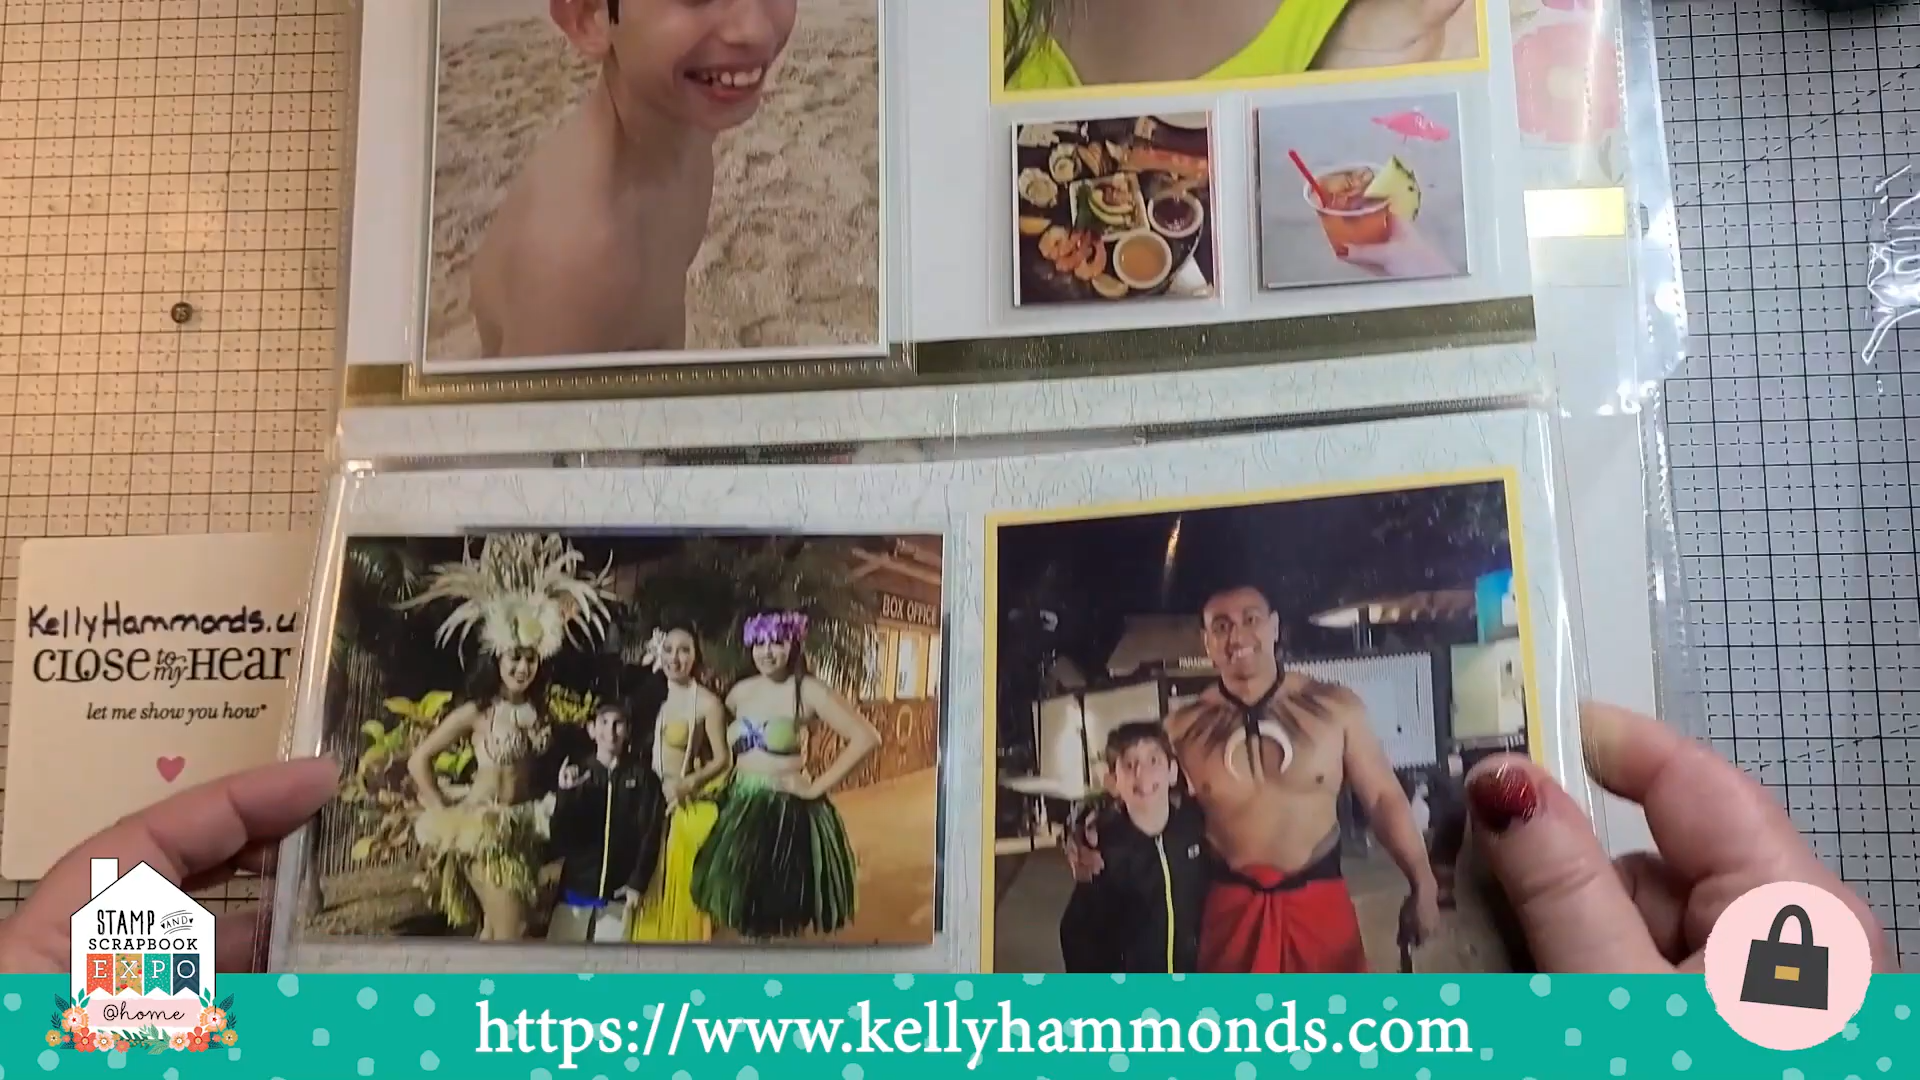 BOX OFFICE
KellyHammonds.
CLOSE to my Hear
let me show you how®
STAMP AND
SCRAPBOOK
EXPO
@home
https://www.kellyhammonds.com